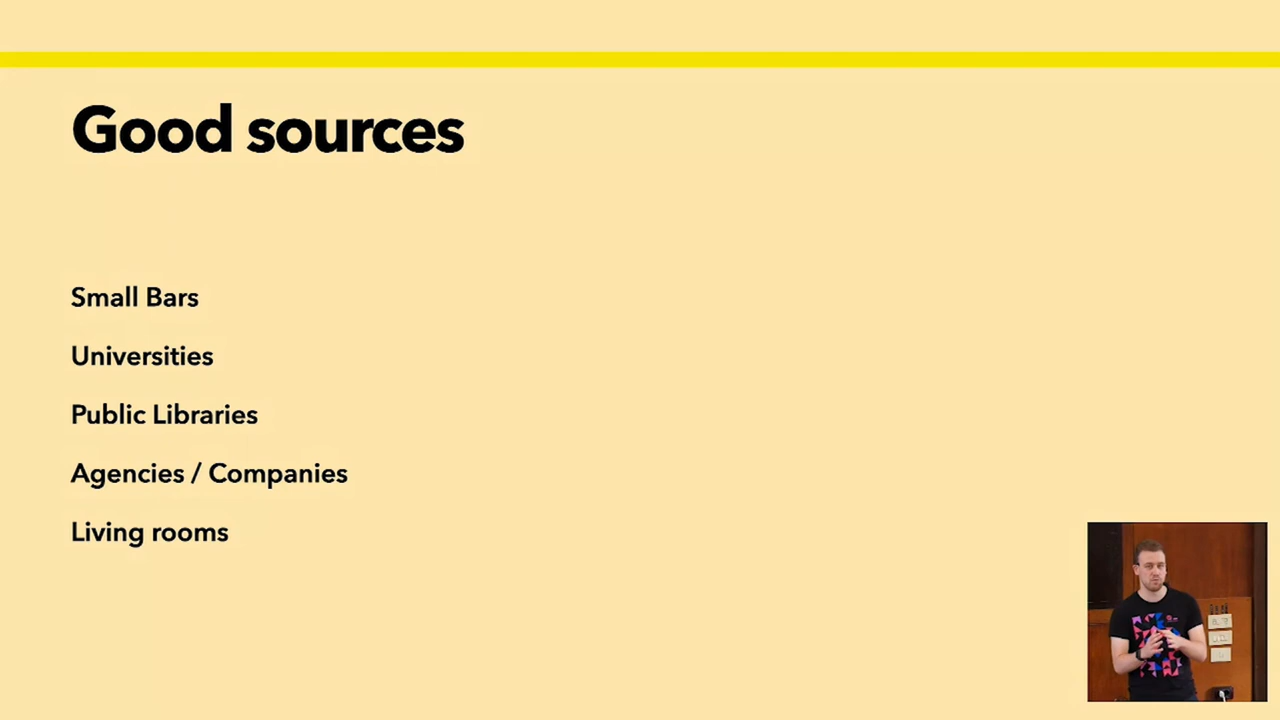 Good sources
Small Bars
Universities
Public Libraries
Agencies / Companies
Living rooms